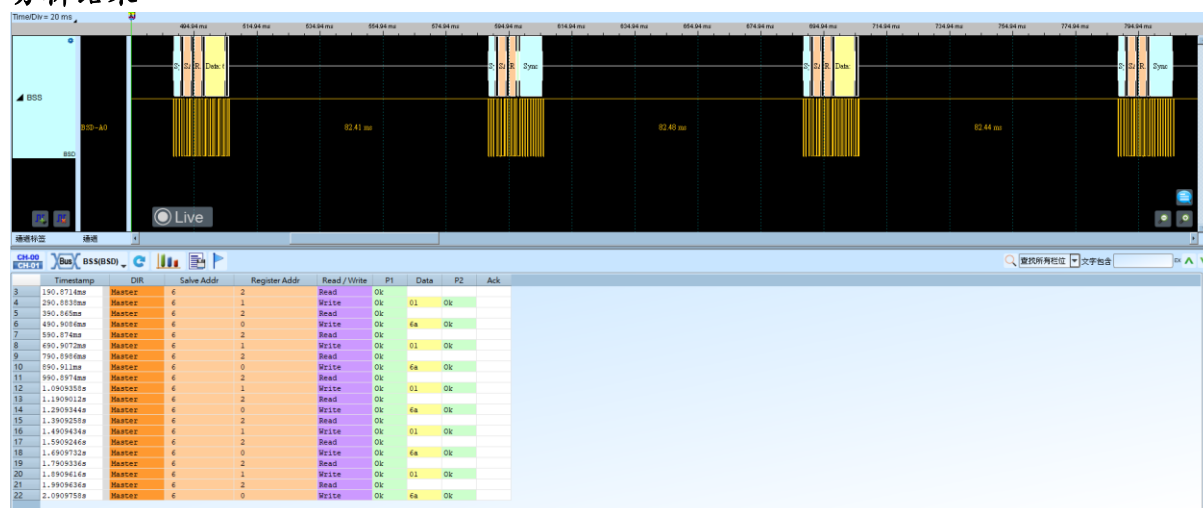 分析结果
Time/Div= 20 ms
494.94 ms 514.94 ms 534.94 ms 554.94 ms 574.94 ms 594.94 ms 614.94 ms 634.94 ms 654.94 ms 674.94 ms 694.94 ms 714.94 ms 734.94 ms 754.94 ms 774.94 ms 794.94 ms
Data: Sync Data: Sync
BSS
BSD-A0 82.41 ms 82.48 ms 82.44 ms
BSD
Live
通道标签 通道
CH-00 CH-01 Bus BSS(BSD) 查找所有栏位 文字包含
Timestamp DIR Salve Addr Register Addr Read / Write P1 Data P2 Ack
3 190.8714ms Master 6 2 Read Ok
4 290.8838ms Master 6 1 Write Ok 01 Ok
5 390.865ms Master 6 2 Read Ok
6 490.9086ms Master 6 0 Write Ok 6a Ok
7 590.874ms Master 6 2 Read Ok
8 690.9072ms Master 6 1 Write Ok 01 Ok
9 790.8986ms Master 6 2 Read Ok
10 890.911ms Master 6 0 Write Ok 6a Ok
11 990.8974ms Master 6 2 Read Ok
12 1.0909358s Master 6 1 Write Ok 01 Ok
13 1.1909012s Master 6 2 Read Ok
14 1.2909344s Master 6 0 Write Ok 6a Ok
15 1.3909258s Master 6 2 Read Ok
16 1.4909434s Master 6 1 Write Ok 01 Ok
17 1.5909246s Master 6 2 Read Ok
18 1.6909732s Master 6 0 Write Ok 6a Ok
19 1.7909336s Master 6 2 Read Ok
20 1.8909616s Master 6 1 Write Ok 01 Ok
21 1.9909636s Master 6 2 Read Ok
22 2.0909758s Master 6 0 Write Ok 6a Ok